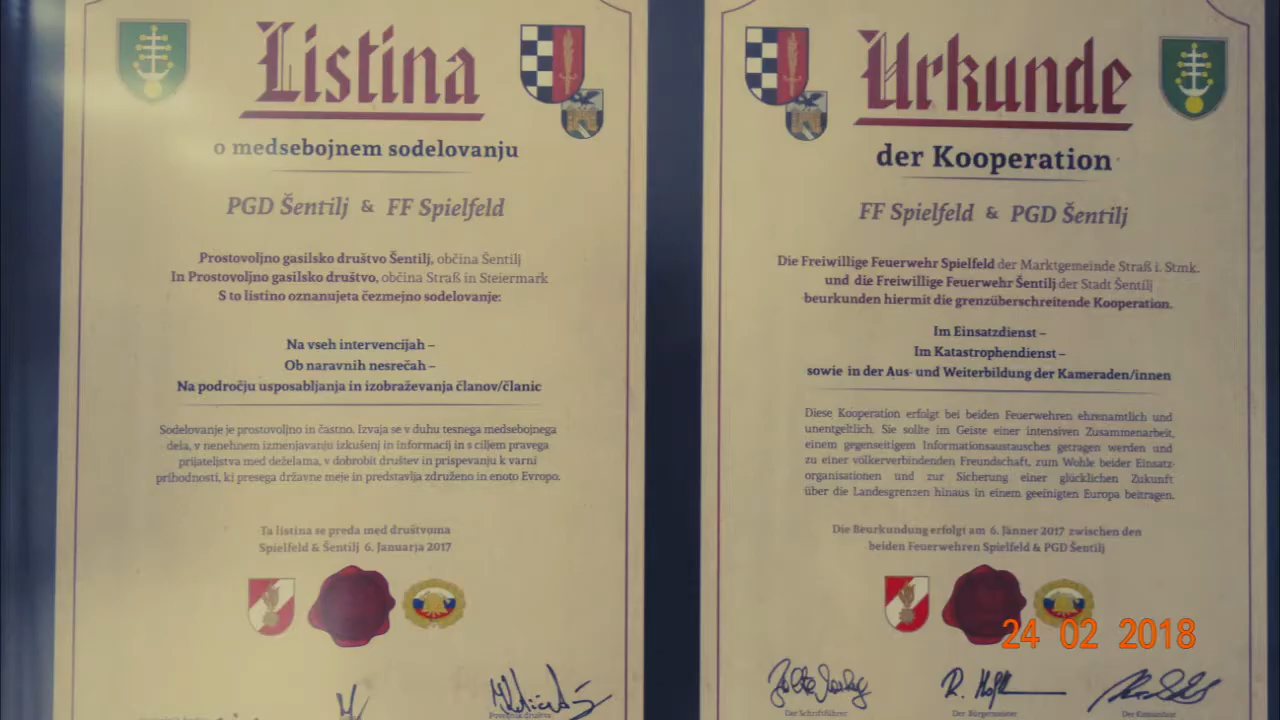 Listina
o medsebojnem sodelovanju
PGD Šentilj & FF Spielfeld
Prostovoljno gasilsko društvo Šentilj, občina Šentilj
In Prostovoljno gasilsko društvo, občina Straß in Steiermark
S to listino oznanujeta čezmejno sodelovanje:
Na vseh intervencijah –
Ob naravnih nesrečah –
Na področju usposabljanja in izobraževanja članov/članic
Sodelovanje je prostovoljno in častno. Izvaja se v duhu tesnega medsebojnega
dela, v nenehnem izmenjavanju izkušenj in informacij in s ciljem pravega
prijateljstva med deželama, v dobrobit društev in prispevanju k varni
prihodnosti, ki presega državne meje in predstavlja združeno in enoto Evropo.
Ta listina se preda med društvoma
Spielfeld & Šentilj 6. Januarja 2017
Urkunde
der Kooperation
FF Spielfeld & PGD Šentilj
Die Freiwillige Feuerwehr Spielfeld der Marktgemeinde Straß i. Stmk.
und die Freiwillige Feuerwehr Šentilj der Stadt Šentilj
beurkunden hiermit die grenzüberschreitende Kooperation.
Im Einsatzdienst –
Im Katastrophendienst –
sowie in der Aus- und Weiterbildung der Kameraden/innen
Diese Kooperation erfolgt bei beiden Feuerwehren ehrenamtlich und
unentgeltlich. Sie sollte im Geiste einer intensiven Zusammenarbeit,
einem gegenseitigem Informationsaustausches getragen werden und
zu einer völkerverbindenden Freundschaft, zum Wohle beider Einsatz-
organisationen und zur Sicherung einer glücklichen Zukunft
über die Landesgrenzen hinaus in einem geeinigten Europa beitragen.
Die Beurkundung erfolgt am 6. Jänner 2017 zwischen den
beiden Feuerwehren Spielfeld & PGD Šentilj
24 02 2018
Der Schriftführer
Der Bürgermeister
Der Kommandant